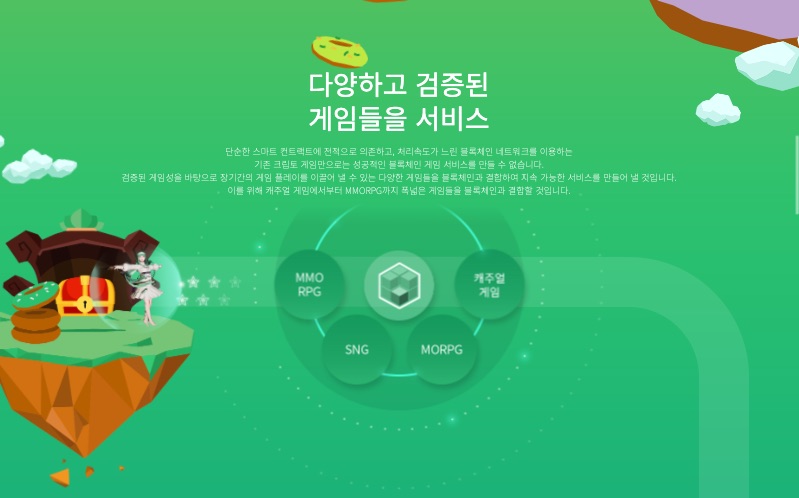 다양하고 검증된
게임들을 서비스
단순한 스마트 컨트랙트에 전적으로 의존하고, 처리속도가 느린 블록체인 네트워크를 이용하는
기존 크립토 게임만으로는 성공적인 블록체인 게임 서비스를 만들 수 없습니다.
검증된 게임성을 바탕으로 장기간의 게임 플레이를 이끌어 낼 수 있는 다양한 게임들을 블록체인과 결합하여 지속 가능한 서비스를 만들어 낼 것입니다.
이를 위해 캐주얼 게임에서부터 MMORPG까지 폭넓은 게임들을 블록체인과 결합할 것입니다.
MMO
RPG
캐주얼
게임
SNG
MORPG